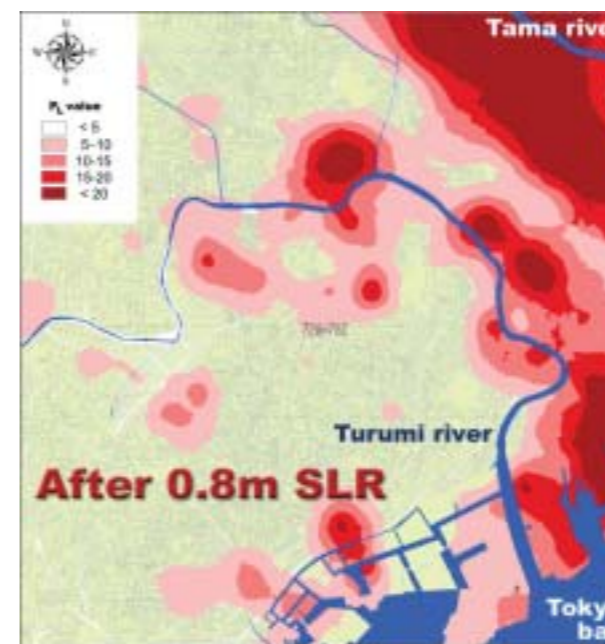 Tama rive
N
W
S
PL value
< 5
5-10
10-15
15-20
< 20
Turumi river
After 0.8m SLR
Toky
ba